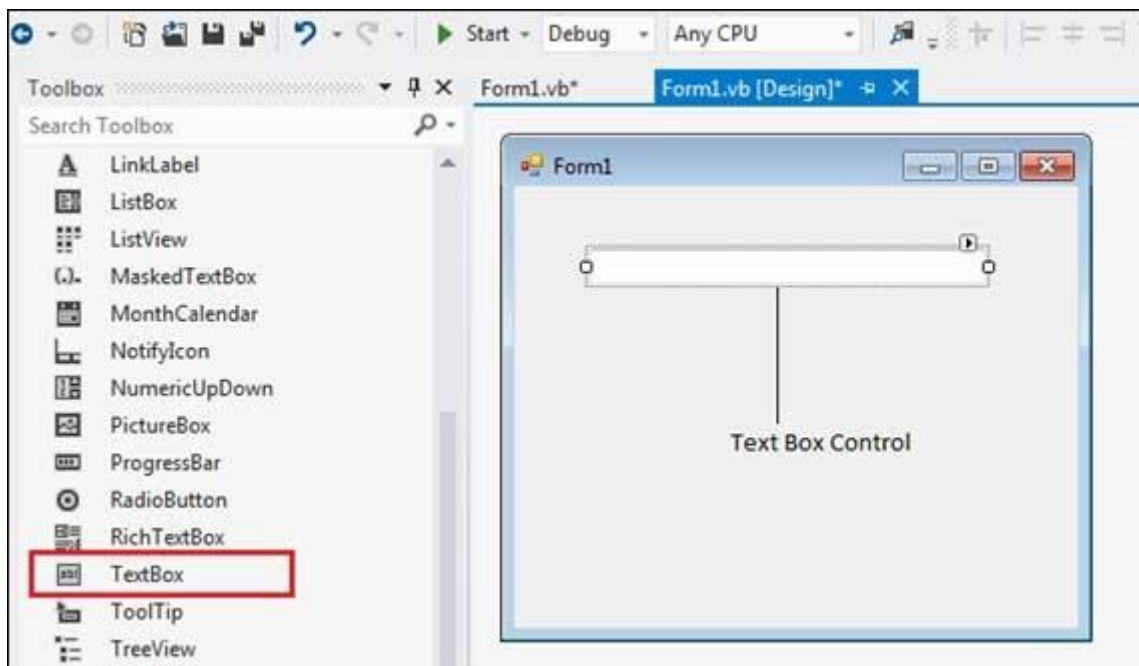 Start Debug Any CPU
Toolbox
Form1.vb*
Form1.vb [Design]*
Search Toolbox
LinkLabel
ListBox
ListView
MaskedTextBox
MonthCalendar
NotifyIcon
NumericUpDown
PictureBox
ProgressBar
RadioButton
RichTextBox
TextBox
ToolTip
TreeView
Form1
Text Box Control